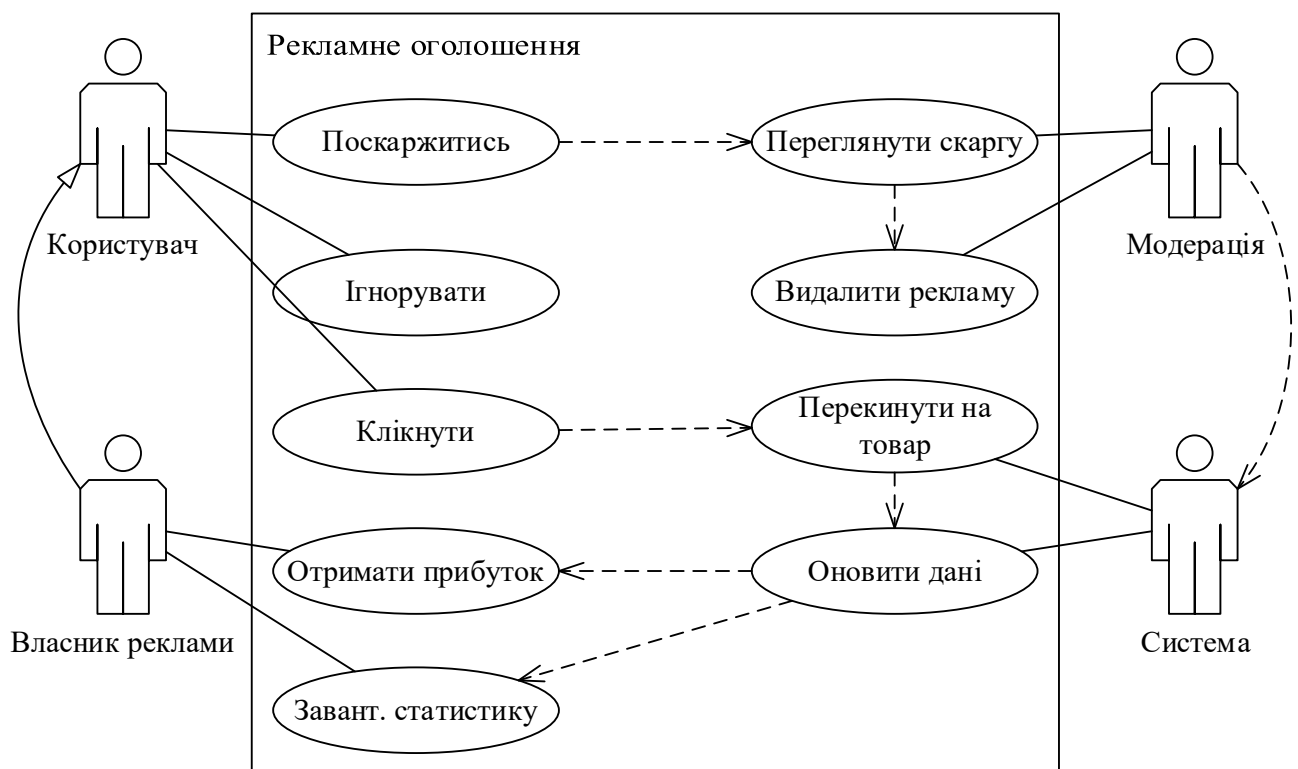 Рекламне оголошення
Поскаржитись
Переглянути скаргу
Користувач
Модерація
Ігнорувати
Видалити рекламу
Клікнути
Перекинути на
товар
Отримати прибуток
Оновити дані
Власник реклами
Система
Завант. статистику